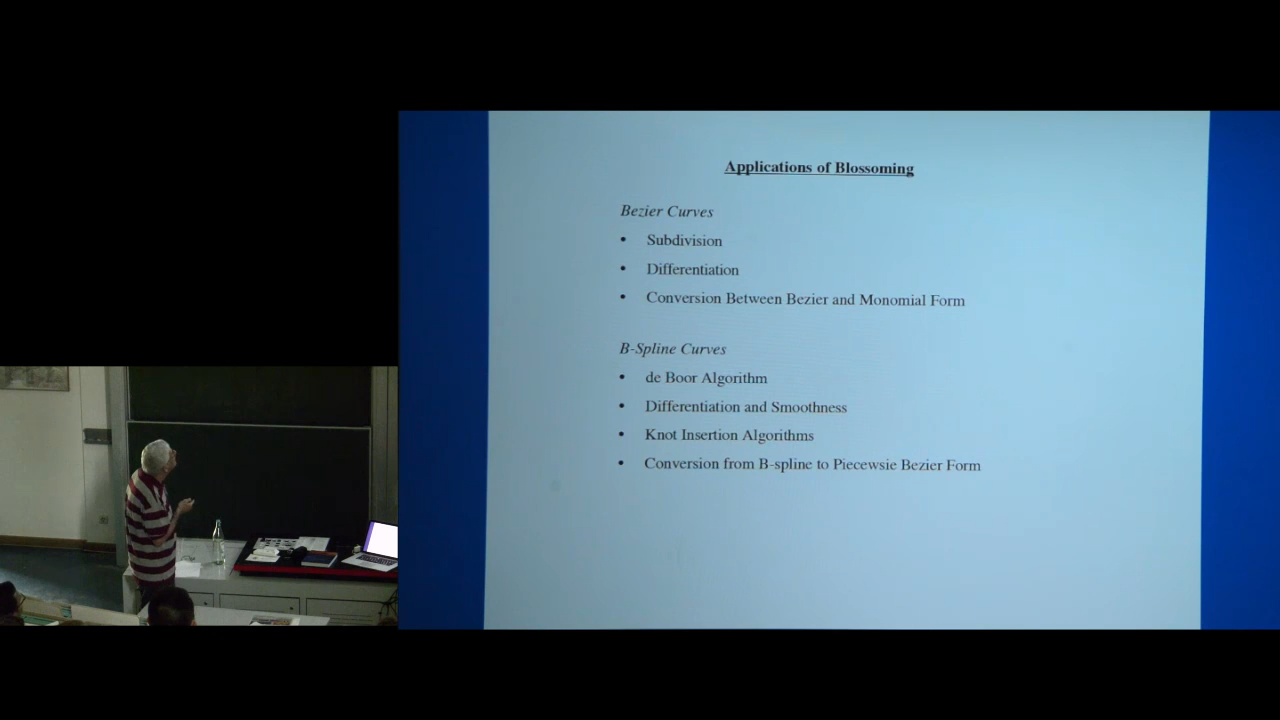 Applications of Blossoming
Bezier Curves
• Subdivision
• Differentiation
• Conversion Between Bezier and Monomial Form
B-Spline Curves
• de Boor Algorithm
• Differentiation and Smoothness
• Knot Insertion Algorithms
• Conversion from B-spline to Piecewsie Bezier Form